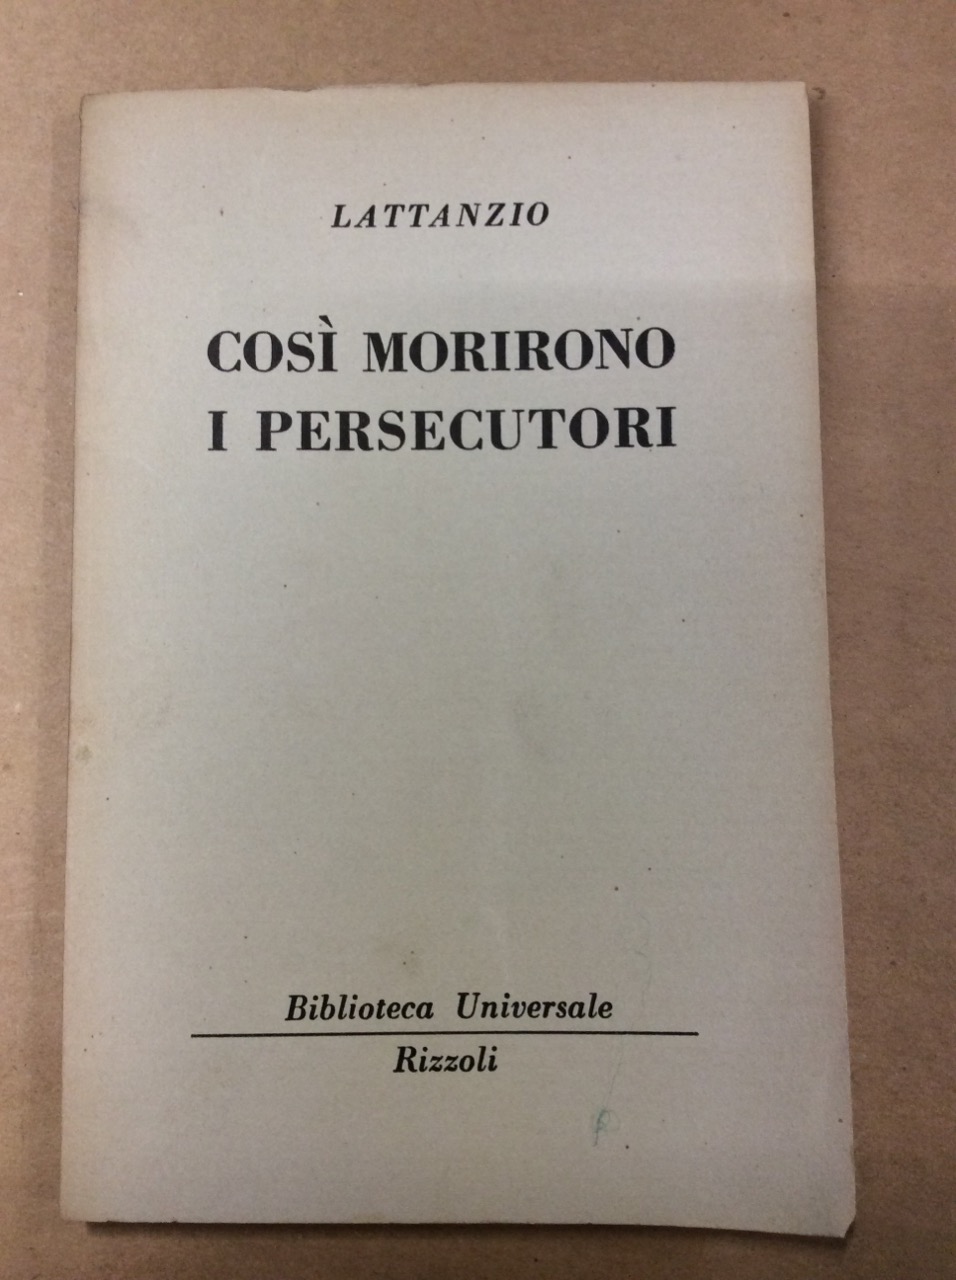 LATTANZIO
COSÌ MORIRONO
I PERSECUTORI
Biblioteca Universale
Rizzoli